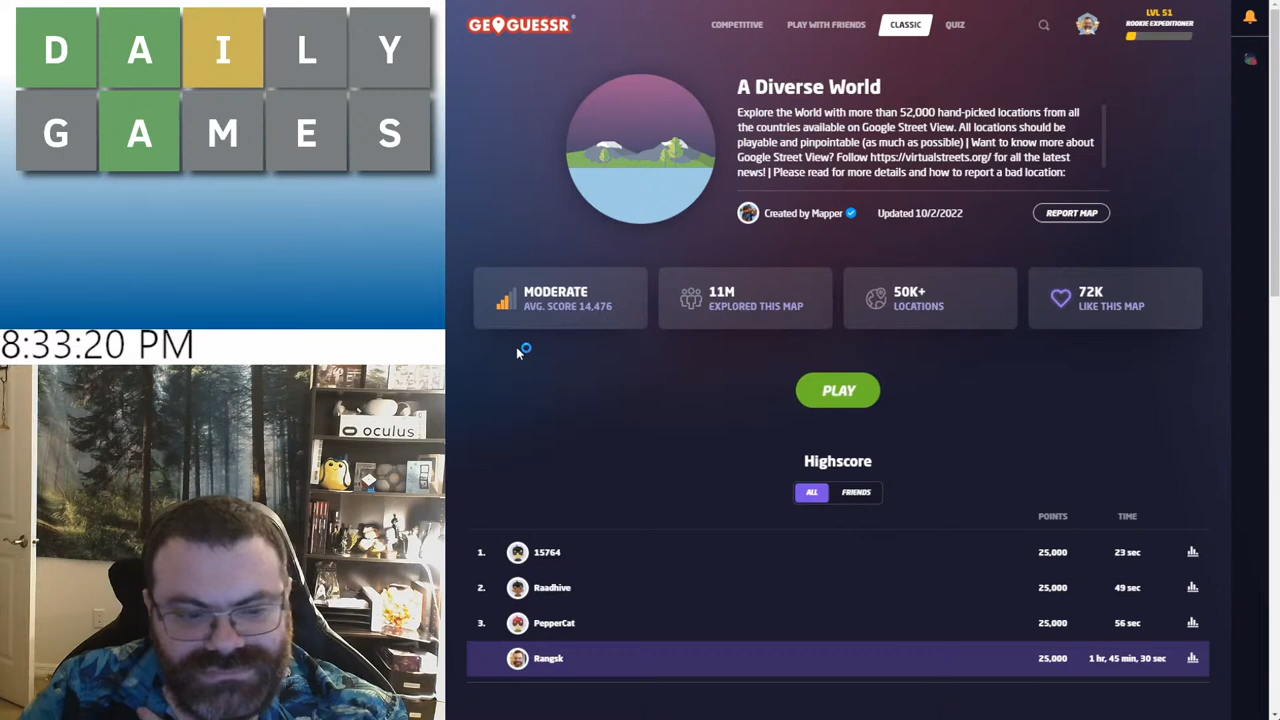 DAILY
GAMES
8:33:20 PM
oculus
GEOGUESSR
COMPETITIVE
PLAY WITH FRIENDS
CLASSIC
QUIZ
LVL 51
ROOKIE EXPEDITIONER
A Diverse World
Explore the World with more than 52,000 hand-picked locations from all
the countries available on Google Street View. All locations should be
playable and pinpointable (as much as possible) | Want to know more about
Google Street View? Follow https://virtualstreets.org/ for all the latest
news! | Please read for more details and how to report a bad location:
Created by Mapper
Updated 10/2/2022
REPORT MAP
MODERATE
AVG. SCORE 14,476
11M
EXPLORED THIS MAP
50K+
LOCATIONS
72K
LIKE THIS MAP
PLAY
Highscore
ALL
FRIENDS
POINTS
TIME
1. 15764 25,000 23 sec
2. Raadhive 25,000 49 sec
3. PepperCat 25,000 56 sec
Rangsk 25,000 1 hr, 45 min, 30 sec